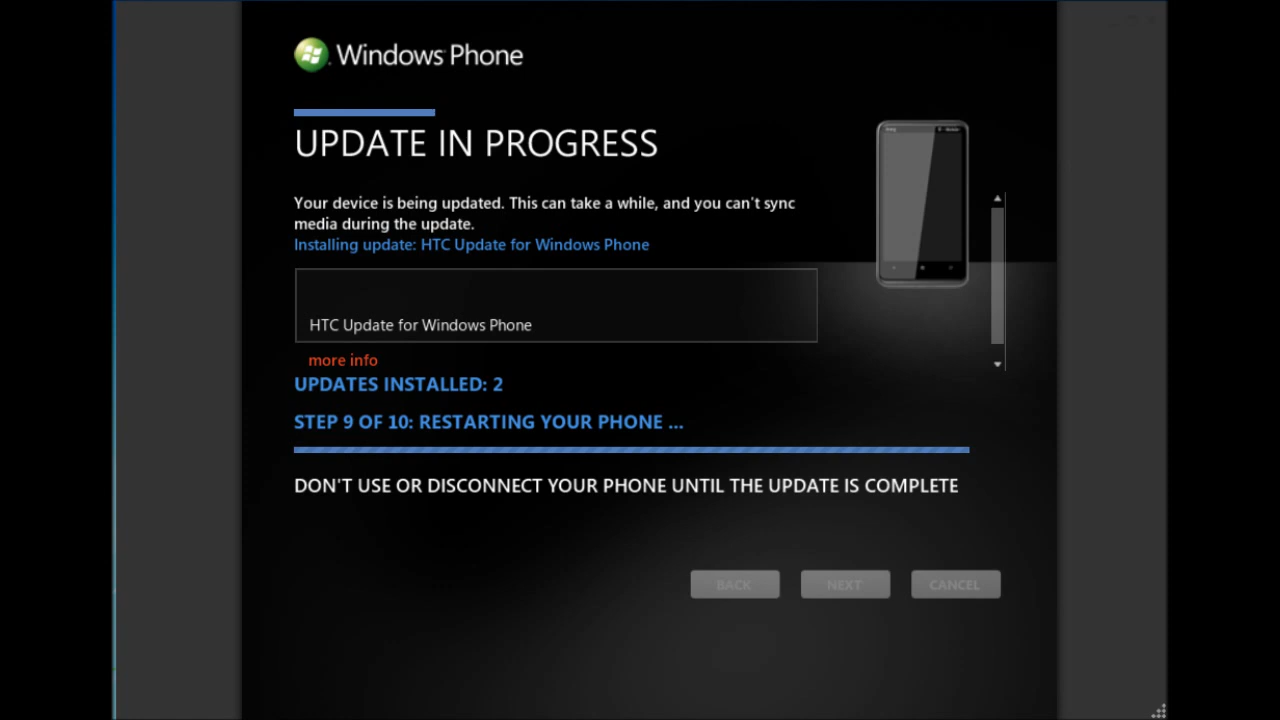 Windows Phone
UPDATE IN PROGRESS
Your device is being updated. This can take a while, and you can't sync
media during the update.
Installing update: HTC Update for Windows Phone
HTC Update for Windows Phone
more info
UPDATES INSTALLED: 2
STEP 9 OF 10: RESTARTING YOUR PHONE ...
DON'T USE OR DISCONNECT YOUR PHONE UNTIL THE UPDATE IS COMPLETE
BACK NEXT CANCEL